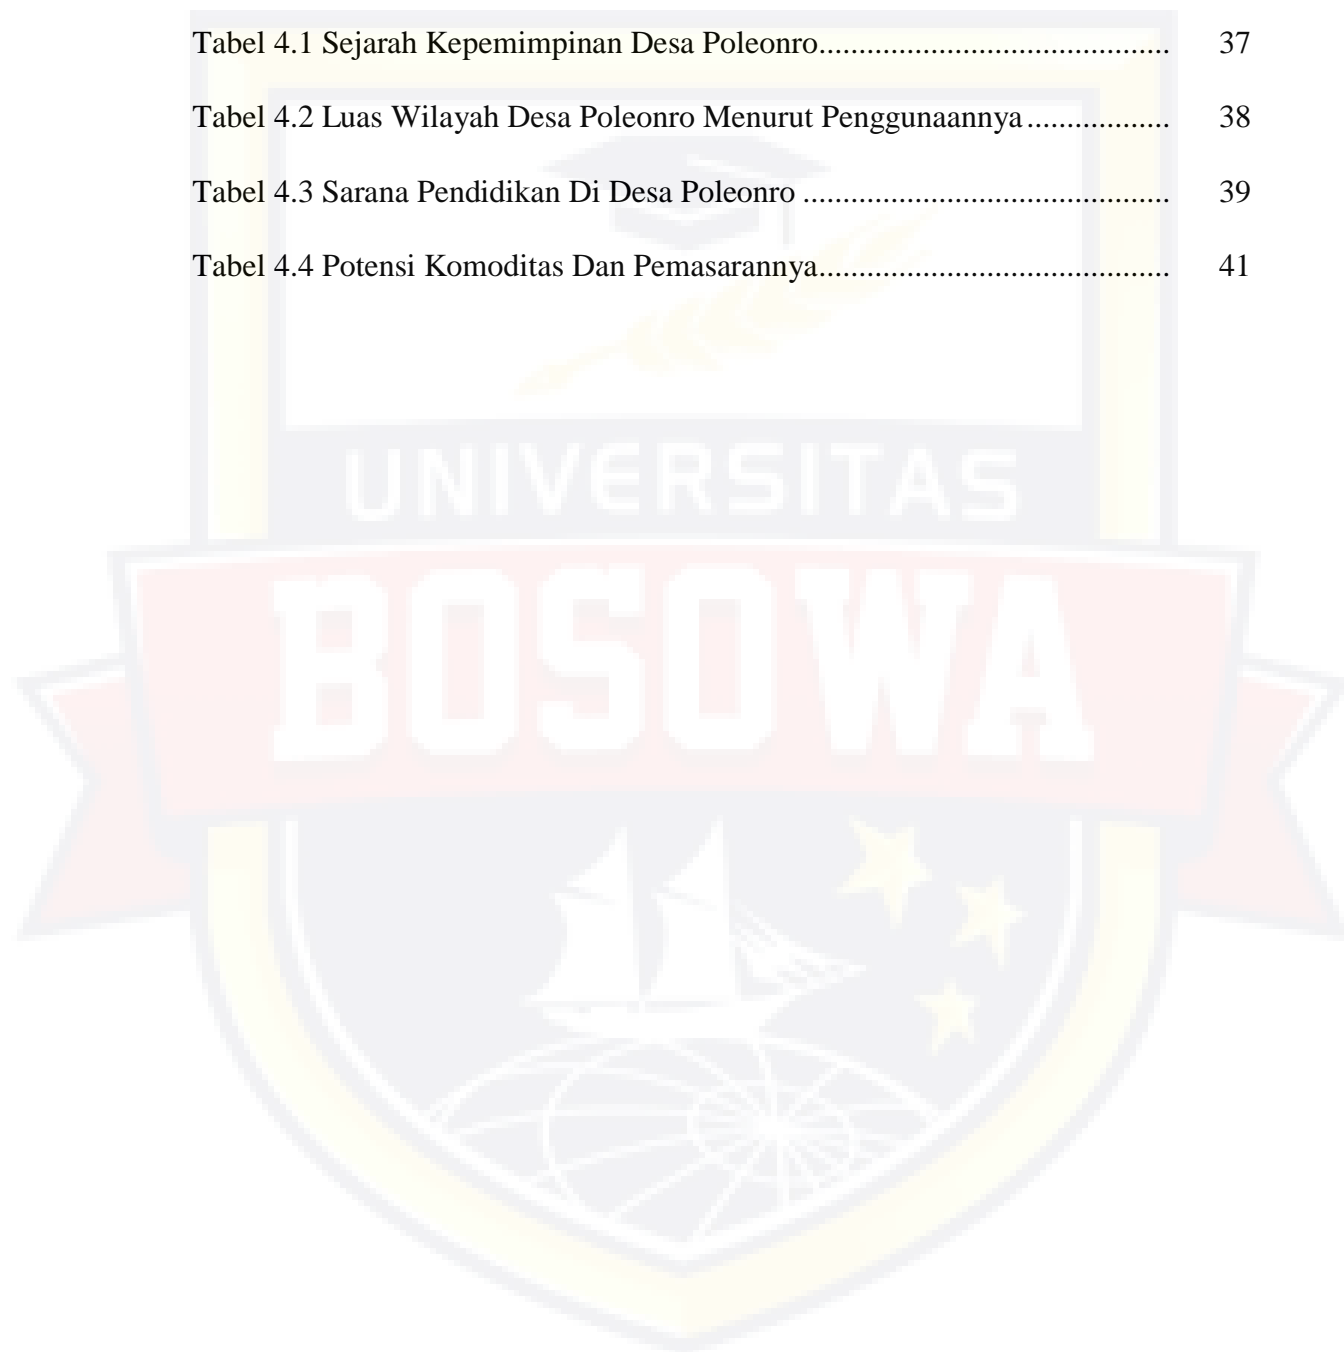 Tabel 4.1 Sejarah Kepemimpinan Desa Poleonro............................................ 37
Tabel 4.2 Luas Wilayah Desa Poleonro Menurut Penggunaannya.................. 38
Tabel 4.3 Sarana Pendidikan Di Desa Poleonro .............................................. 39
Tabel 4.4 Potensi Komoditas Dan Pemasarannya............................................ 41
UNIVERSITAS
BOSOWA